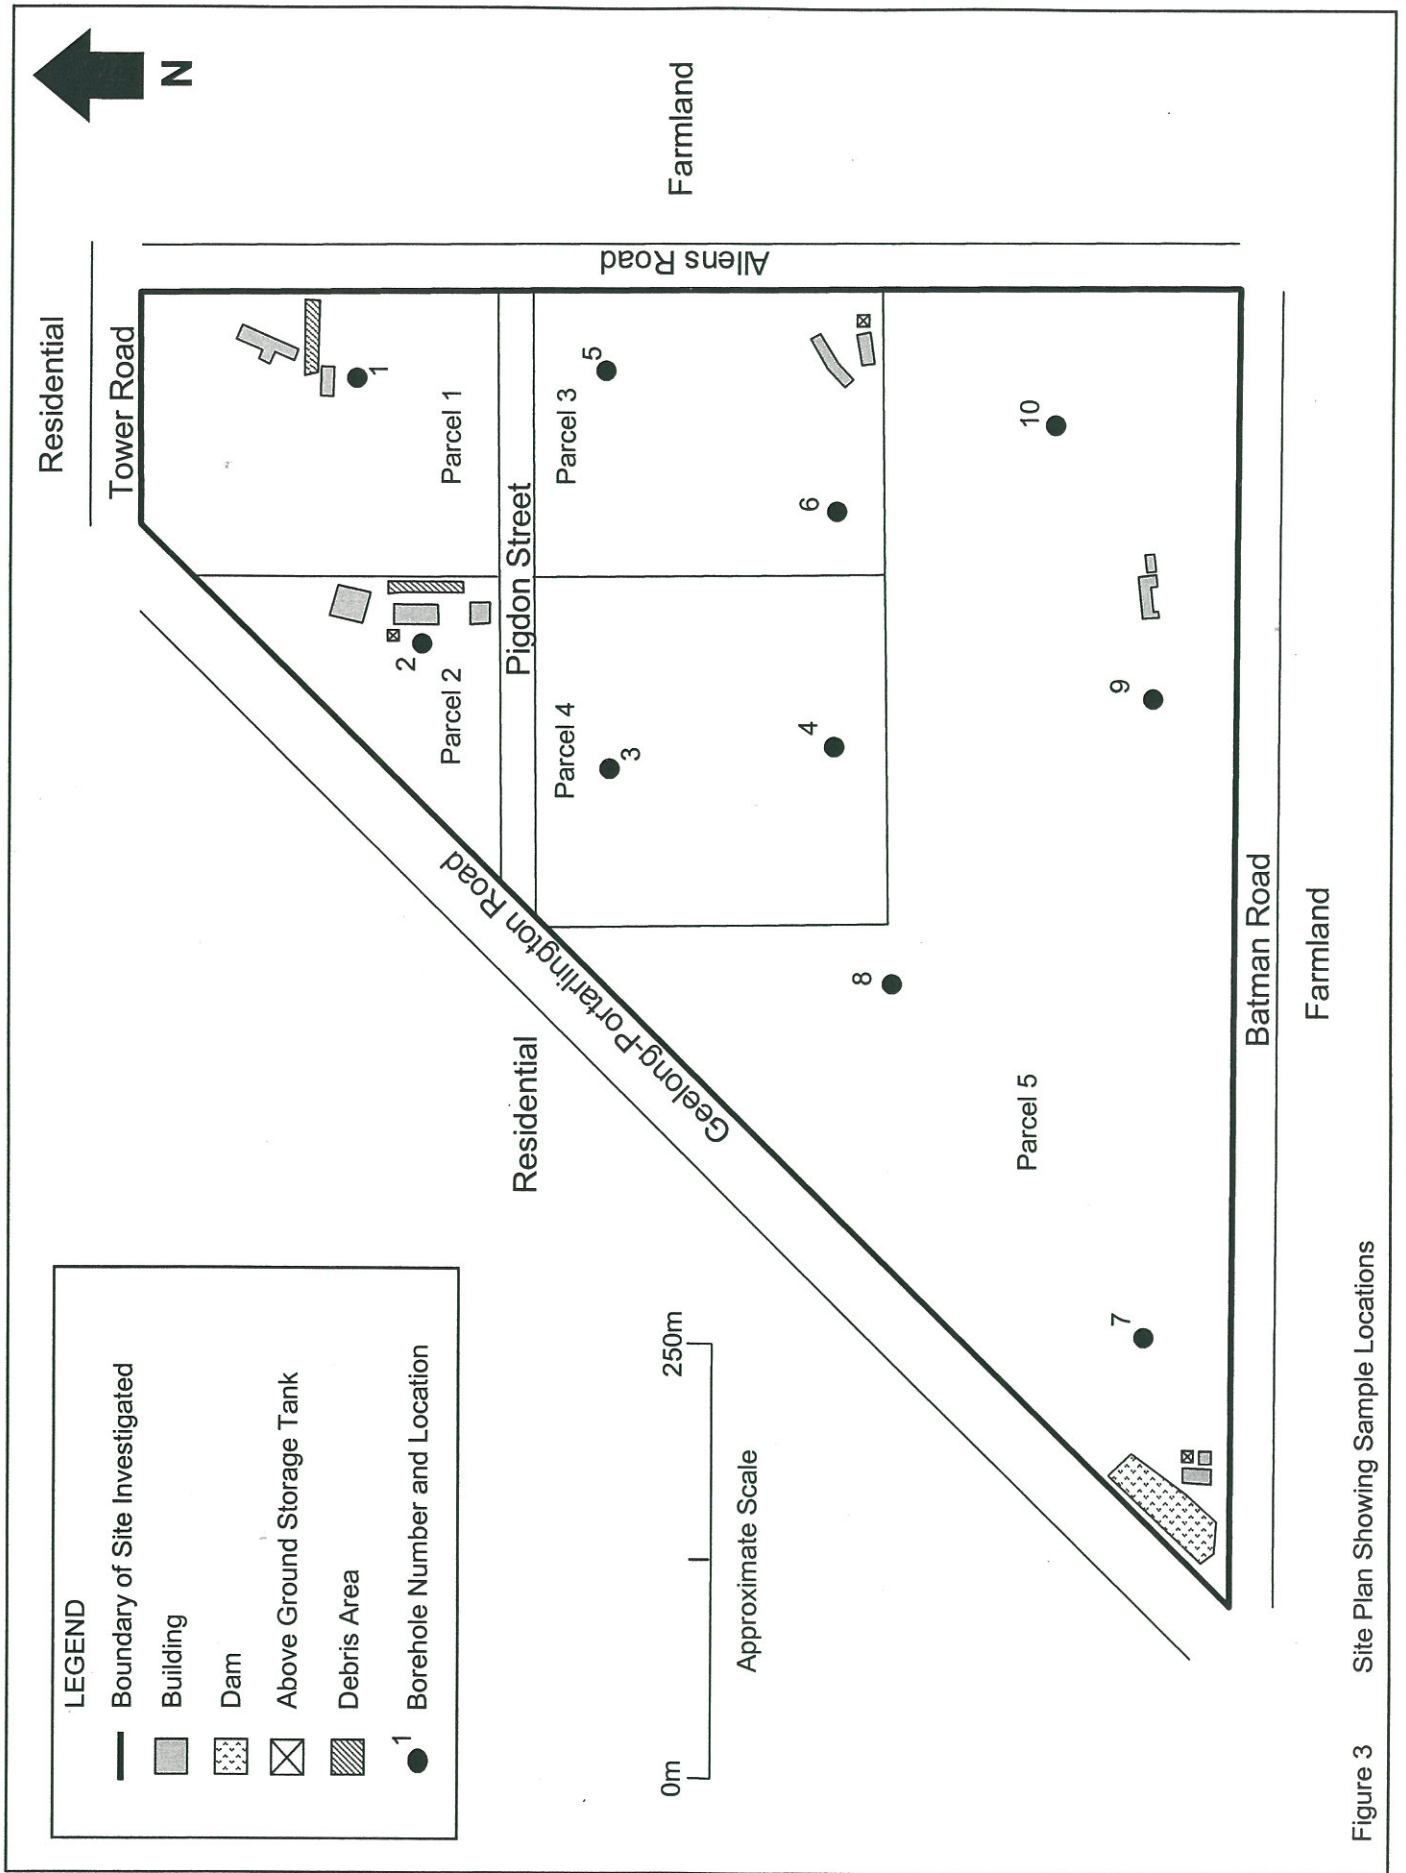 N
Residential
Tower Road
Farmland
Allens Road
1
Parcel 1
2
Parcel 2
Pigdon Street
Parcel 3
5
6
Parcel 4
3
4
Geelong-Portarlington Road
Residential
8
10
9
Parcel 5
7
Batman Road
Farmland
LEGEND
Boundary of Site Investigated
Building
Dam
Above Ground Storage Tank
Debris Area
1 Borehole Number and Location
0m 250m
Approximate Scale
Figure 3 Site Plan Showing Sample Locations